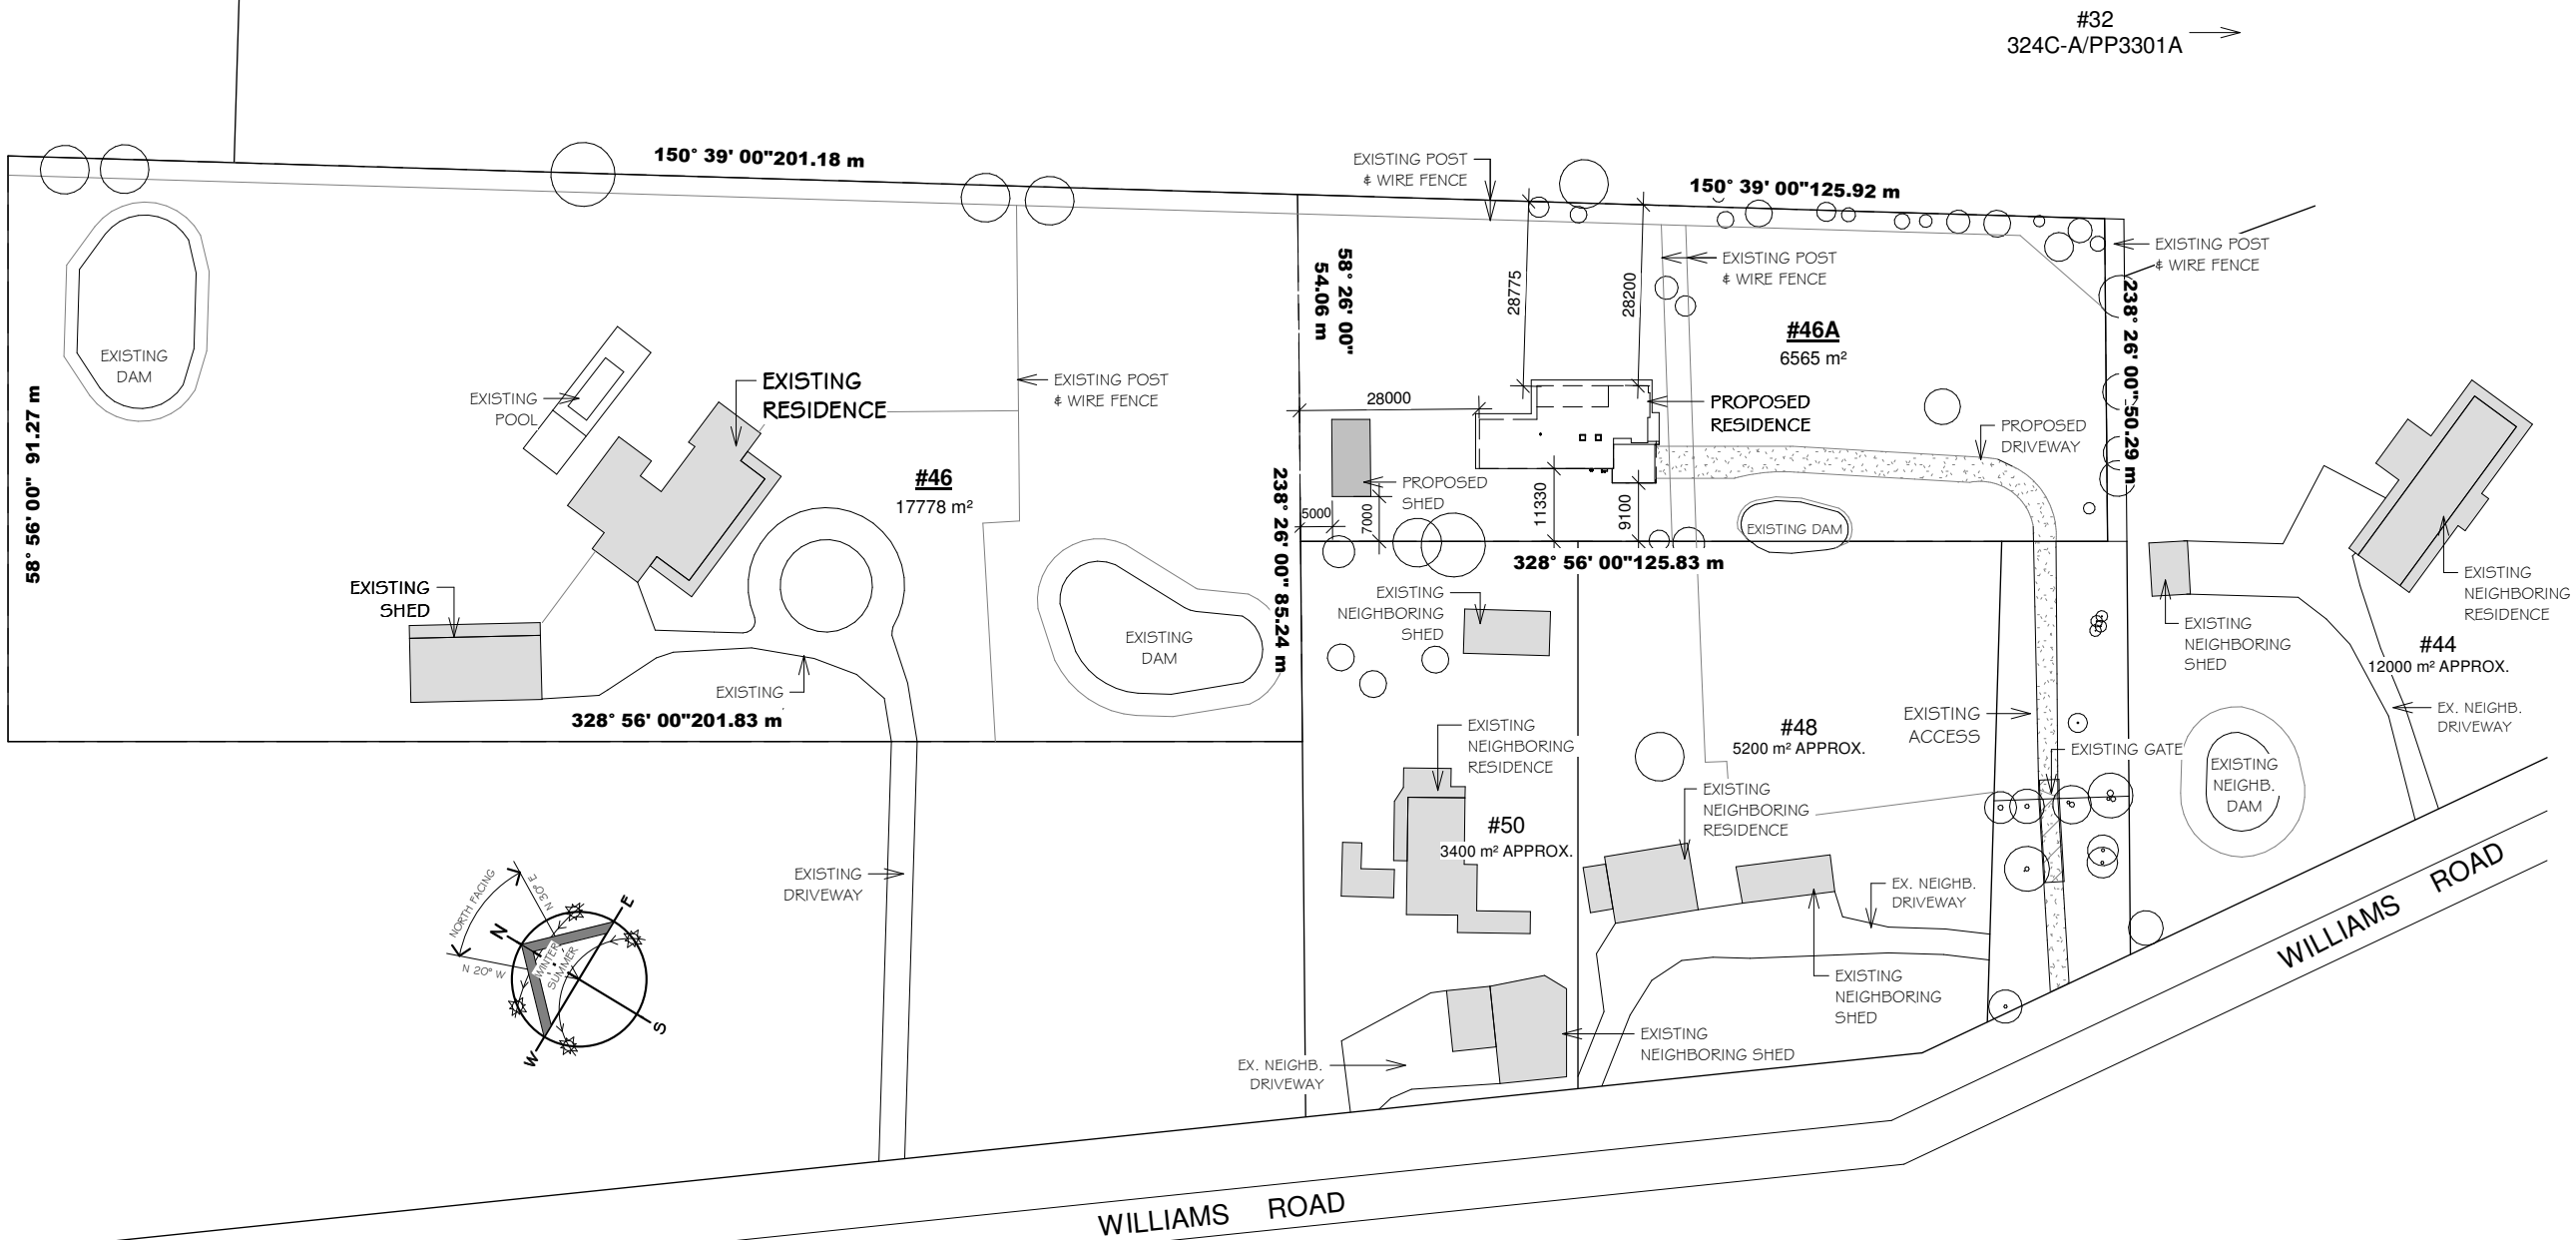 #32
324C-A/PP3301A
150° 39' 00"201.18 m
EXISTING POST
& WIRE FENCE
150° 39' 00"125.92 m
EXISTING POST
& WIRE FENCE
EXISTING POST
& WIRE FENCE
58° 26' 00"
54.06 m
28775
28200
238° 26' 00" 50.29 m
#46A
6565 m²
EXISTING
DAM
58° 56' 00" 91.27 m
EXISTING
POOL
EXISTING
RESIDENCE
EXISTING POST
& WIRE FENCE
28000
PROPOSED
RESIDENCE
PROPOSED
DRIVEWAY
#46
17778 m²
PROPOSED
SHED
5000
7000
11330
9100
EXISTING DAM
238° 26' 00" 85.24 m
328° 56' 00"125.83 m
EXISTING
SHED
EXISTING
NEIGHBORING
SHED
EXISTING
NEIGHBORING
RESIDENCE
EXISTING
NEIGHBORING
SHED
#44
12000 m² APPROX.
EXISTING
DAM
EXISTING
328° 56' 00"201.83 m
EXISTING
NEIGHBORING
RESIDENCE
#48
5200 m² APPROX.
EXISTING
ACCESS
EX. NEIGHB.
DRIVEWAY
EXISTING GATE
EXISTING
NEIGHB.
DAM
EXISTING
NEIGHBORING
RESIDENCE
#50
3400 m² APPROX.
EXISTING
DRIVEWAY
EX. NEIGHB.
DRIVEWAY
NORTH FACING
N 30° E
N 20° W
N
E
S
W
WINTER
SUMMER
EXISTING
NEIGHBORING
SHED
EXISTING
NEIGHBORING SHED
EX. NEIGHB.
DRIVEWAY
WILLIAMS ROAD
WILLIAMS ROAD